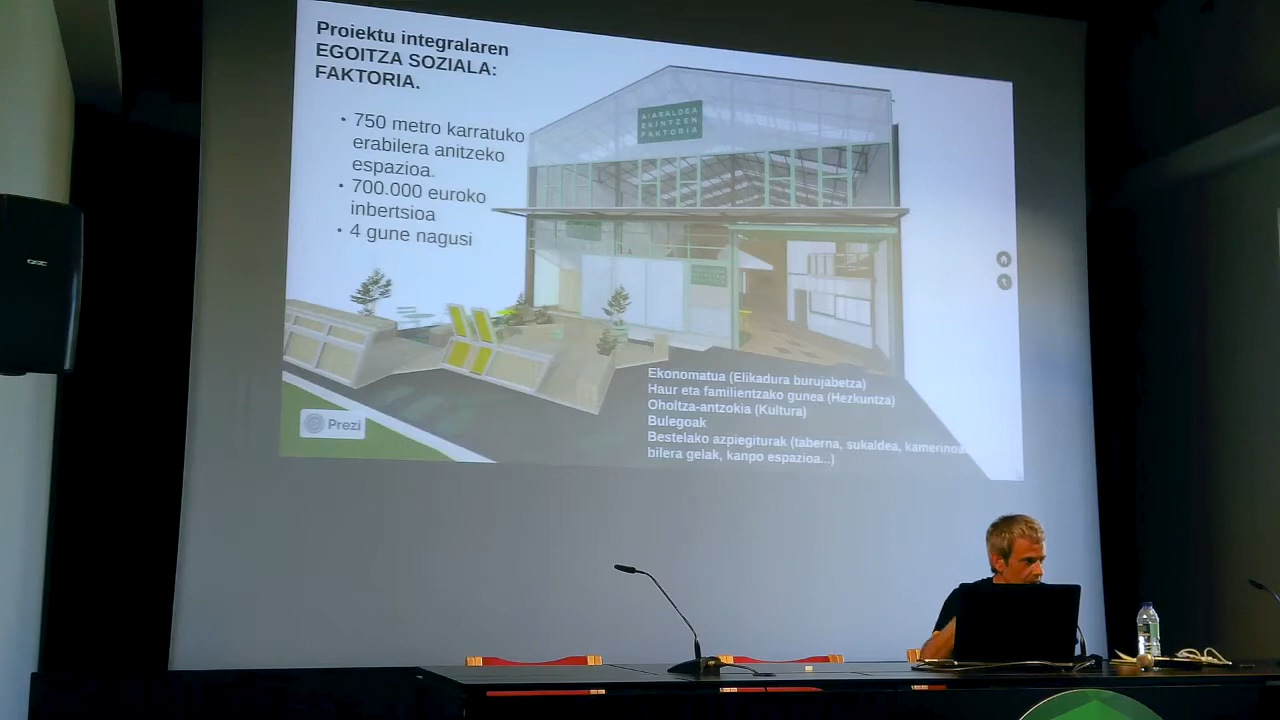 Proiektu integralaren
EGOITZA SOZIALA:
FAKTORIA.
• 750 metro karratuko
erabilera anitzeko
espazioa.
• 700.000 euroko
inbertsioa
• 4 gune nagusi
AIARALDEA
EKINTZEN
FAKTORIA
Ekonomatua (Elikadura burujabetza)
Haur eta familientzako gunea (Hezkuntza)
Oholtza-antzokia (Kultura)
Bulegoak
Bestelako azpiegiturak (taberna, sukaldea, kamerinoa
bilera gelak, kanpo espazioa...)
Prezi